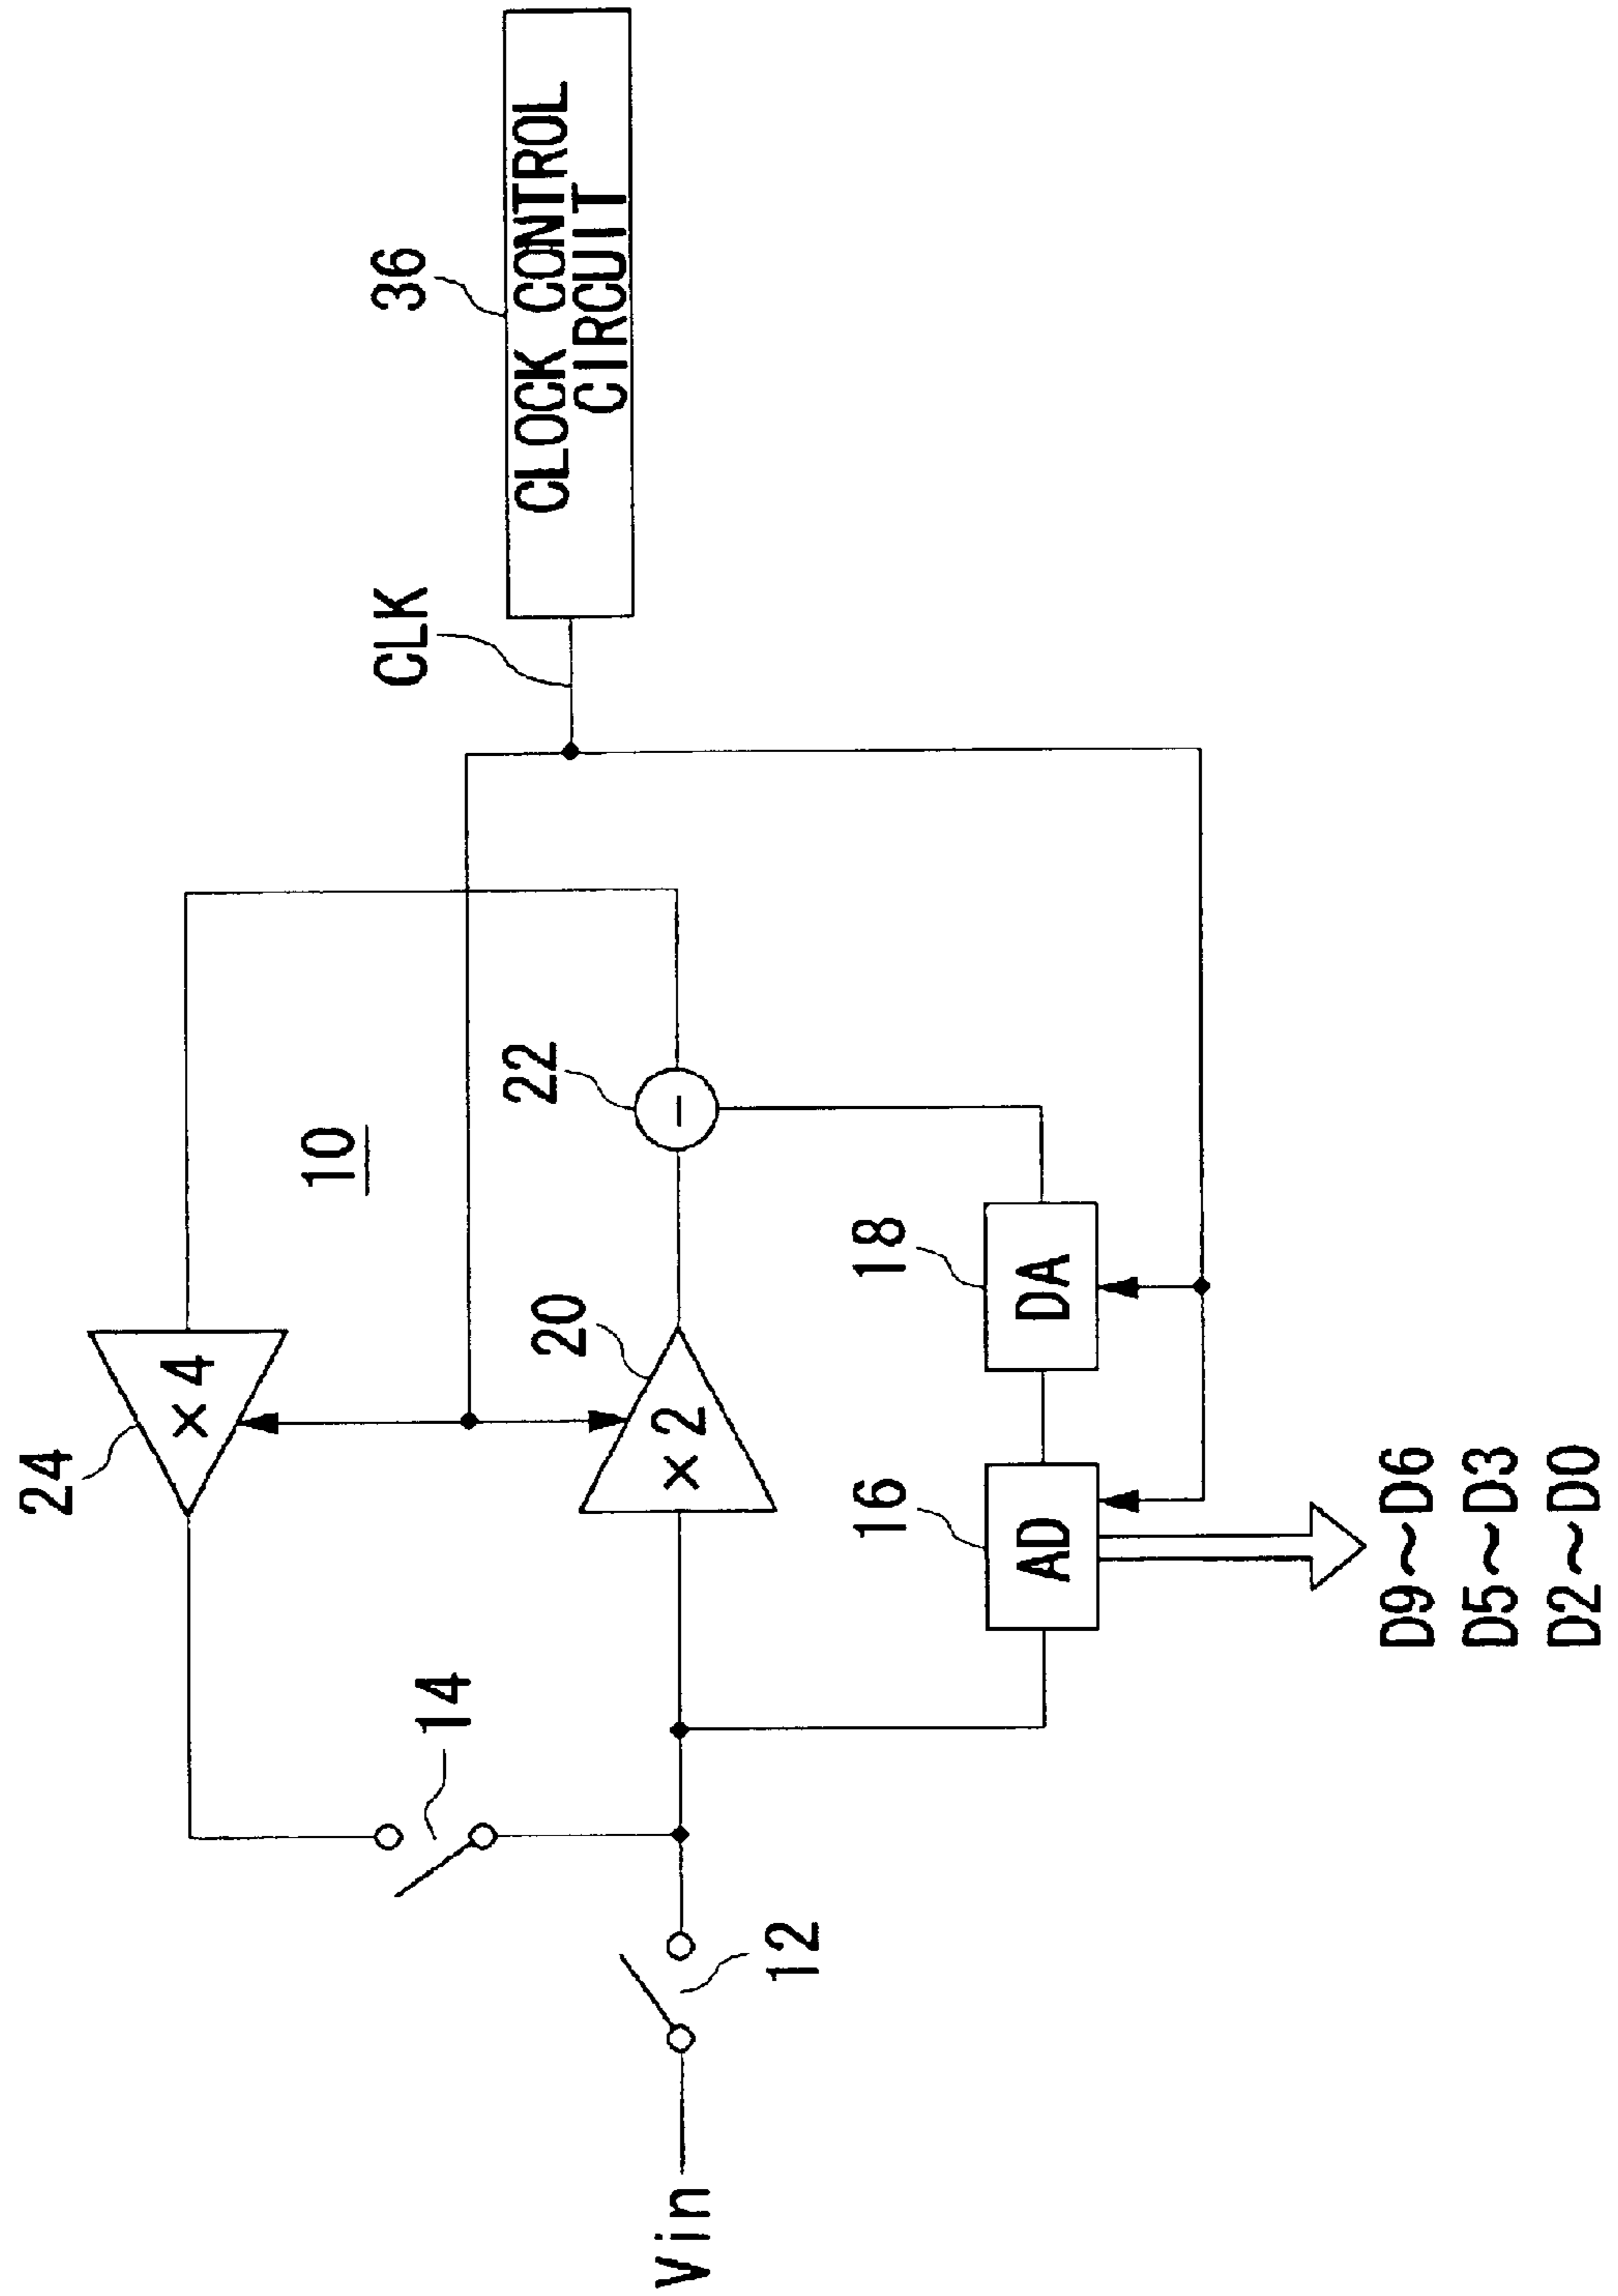 24
×4
10
36
CLOCK CONTROL
CIRCUIT
CLK
14
20
×2
22
-
Vin
12
16
AD
18
DA
D9~D6
D5~D3
D2~D0